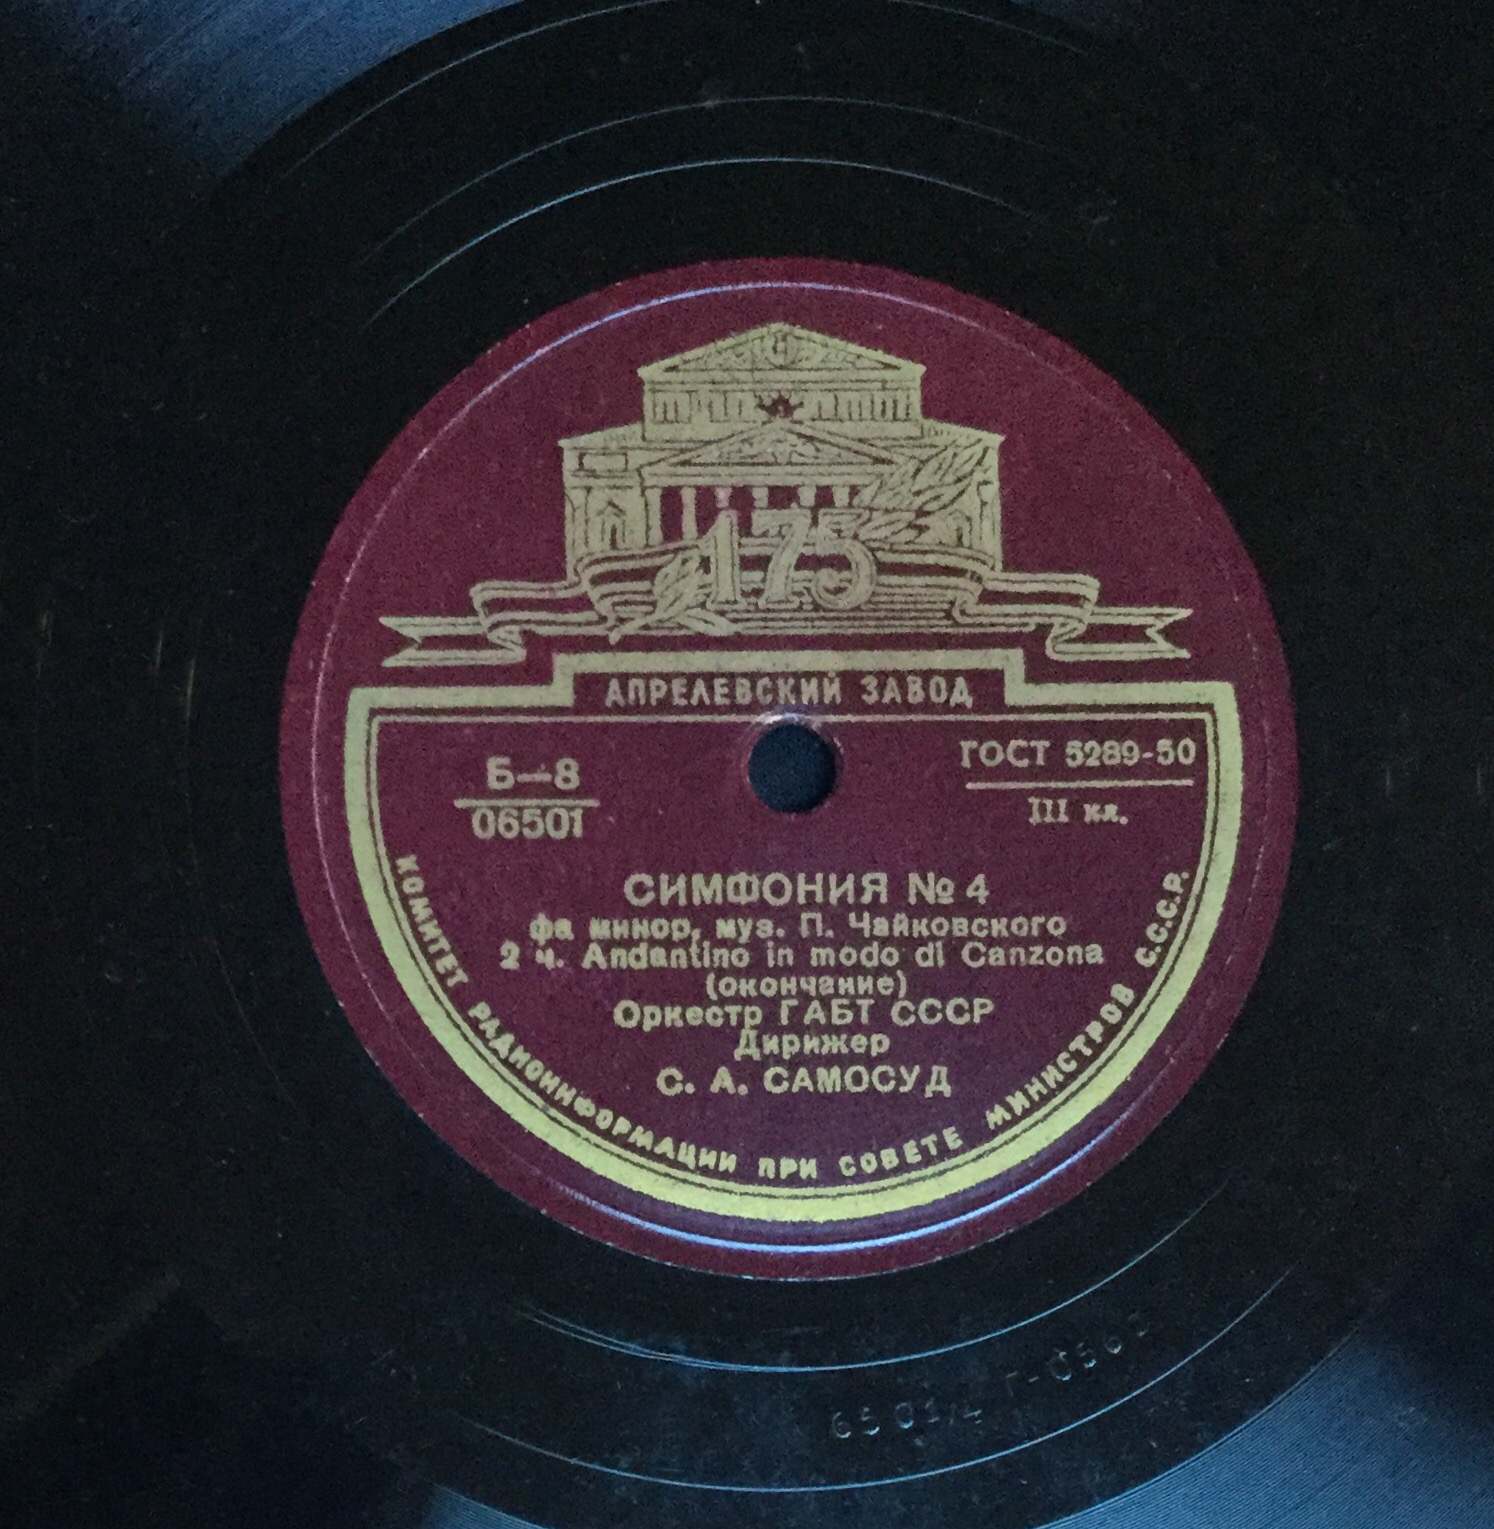 175
АПРЕЛЕВСКИЙ ЗАВОД
Б—8
06501
ГОСТ 5289-50
III кл.
СИМФОНИЯ № 4
фа минор, муз. П. Чайковского
2 ч. Andantino in modo di Canzona
(окончание)
Оркестр ГАБТ СССР
Дирижер
С. А. САМОСУД
КОМИТЕТ РАДИОИНФОРМАЦИИ ПРИ СОВЕТЕ МИНИСТРОВ С.С.С.Р.